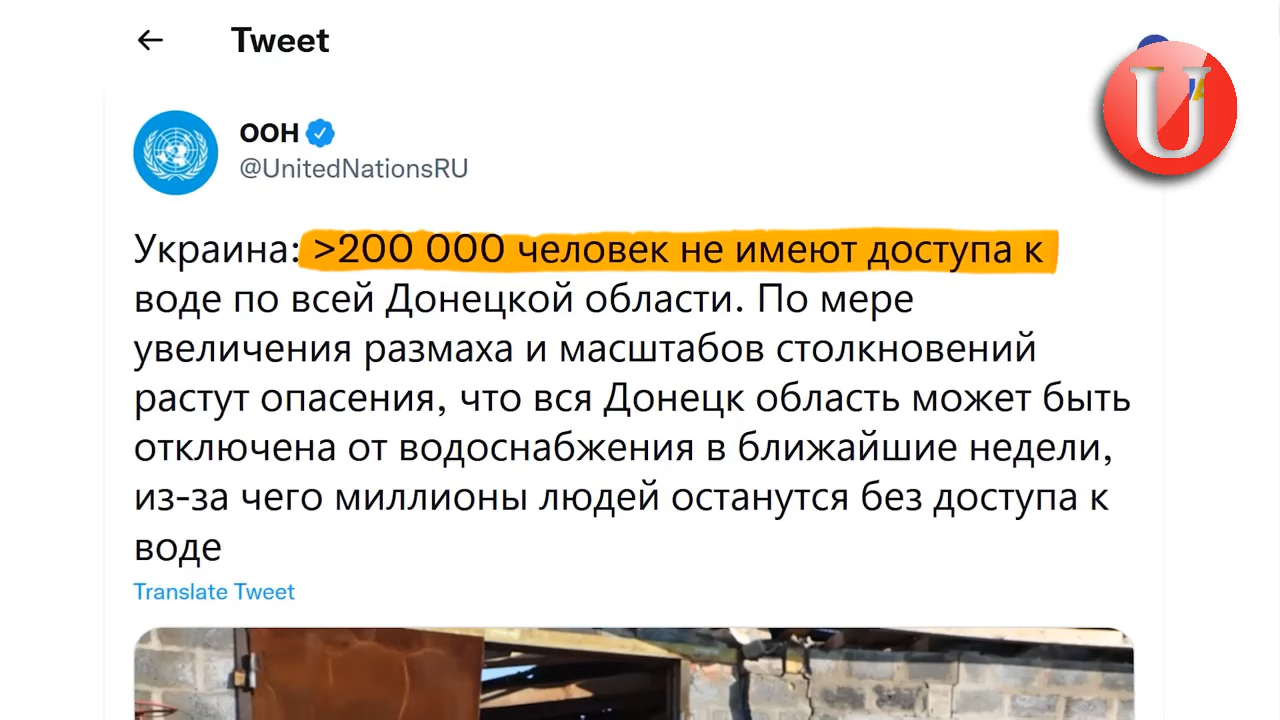 Tweet
ООН
@UnitedNationsRU
Украина: >200 000 человек не имеют доступа к
воде по всей Донецкой области. По мере
увеличения размаха и масштабов столкновений
растут опасения, что вся Донецк область может быть
отключена от водоснабжения в ближайшие недели,
из-за чего миллионы людей останутся без доступа к
воде
Translate Tweet
U